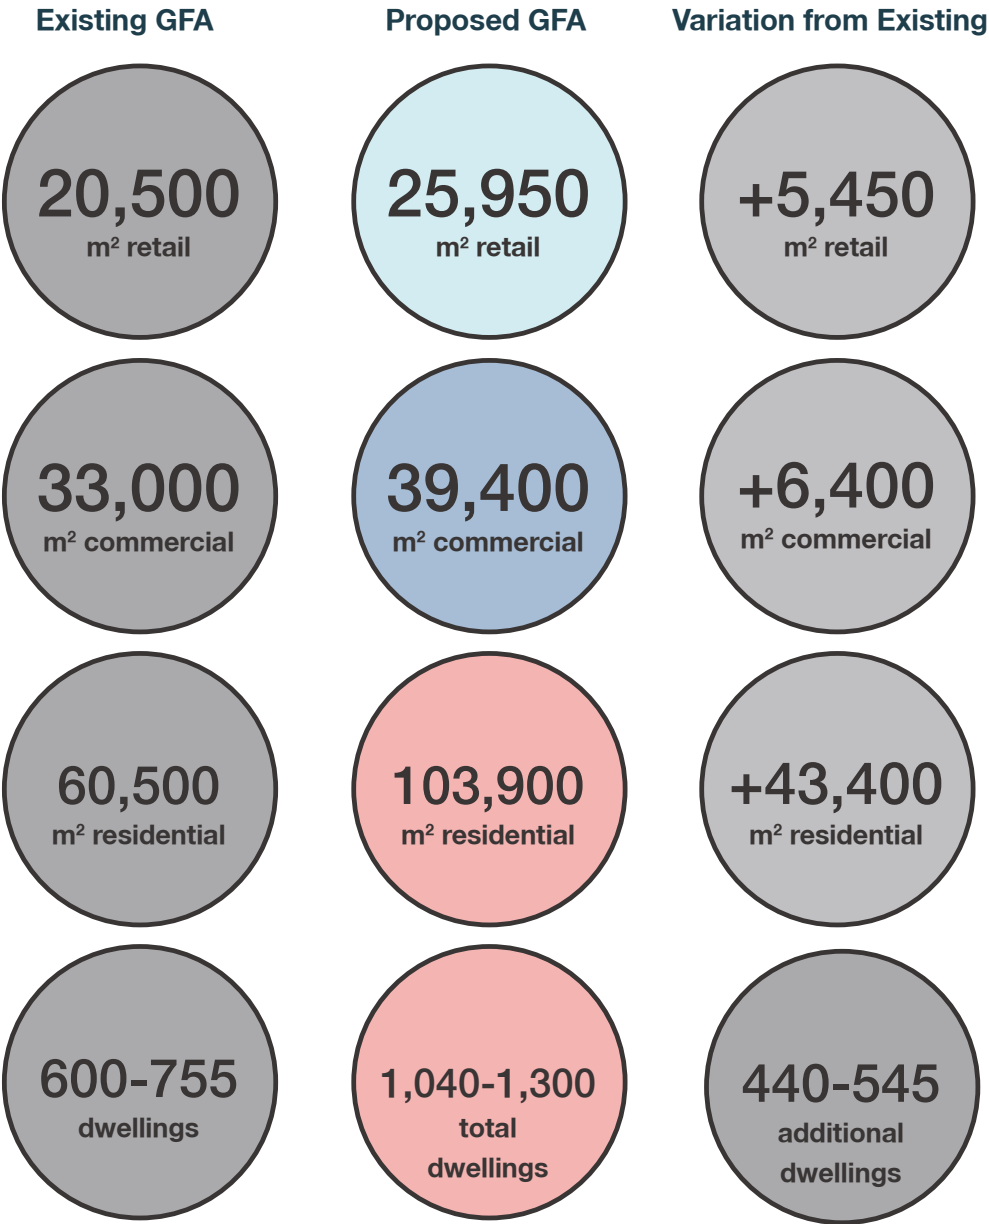 Existing GFA
Proposed GFA
Variation from Existing
20,500
m² retail
25,950
m² retail
+5,450
m² retail
33,000
m² commercial
39,400
m² commercial
+6,400
m² commercial
60,500
m² residential
103,900
m² residential
+43,400
m² residential
600-755
dwellings
1,040-1,300
total
dwellings
440-545
additional
dwellings